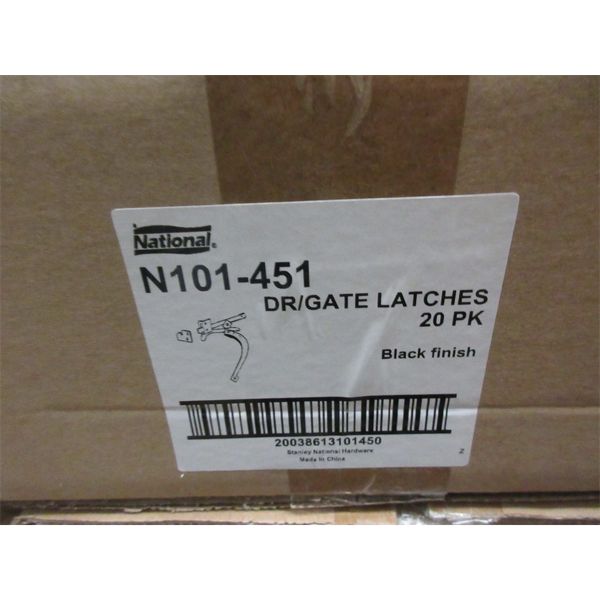 National
N101-451
DR/GATE LATCHES
20 PK
Black finish
20038613101450
Stanley National Hardware
Made In China
Z